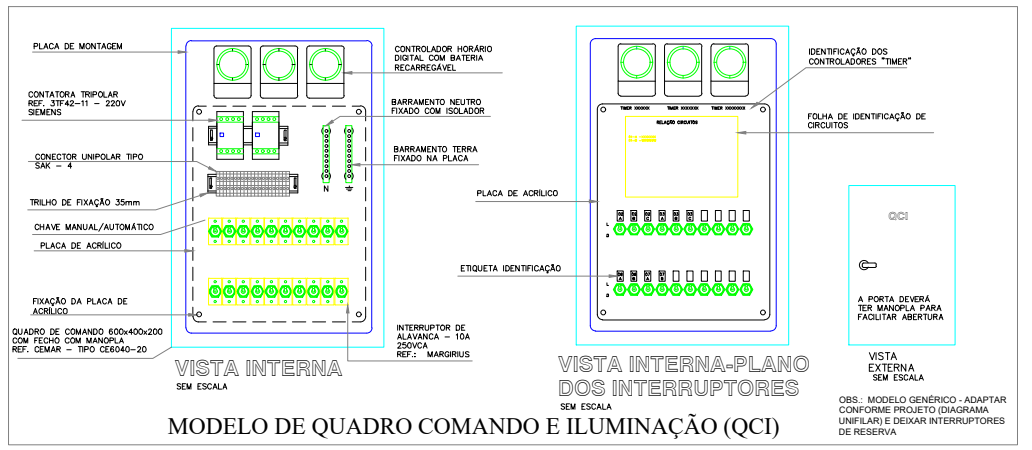 PLACA DE MONTAGEM
CONTATORA TRIPOLAR
REF. 3TF42-11 - 220V
SIEMENS
CONECTOR UNIPOLAR TIPO
SAK - 4
TRILHO DE FIXAÇÃO 35mm
CHAVE MANUAL/AUTOMÁTICO
PLACA DE ACRÍLICO
FIXAÇÃO DA PLACA DE
ACRÍLICO
QUADRO DE COMANDO 600x400x200
COM FECHO COM MANOPLA
REF. CEMAR - TIPO CE6040-20
CONTROLADOR HORÁRIO
DIGITAL COM BATERIA
RECARREGÁVEL
BARRAMENTO NEUTRO
FIXADO COM ISOLADOR
BARRAMENTO TERRA
FIXADO NA PLACA
N
INTERRUPTOR DE
ALAVANCA - 10A
250VCA
REF.: MARGIRIUS
VISTA INTERNA
SEM ESCALA
IDENTIFICAÇÃO DOS
CONTROLADORES "TIMER"
TIMER XXXXXX TIMER XXXXXXX TIMER XXXXXXXX
RELAÇÃO CIRCUITOS
FOLHA DE IDENTIFICAÇÃO DE
CIRCUITOS
PLACA DE ACRÍLICO
L
D
ETIQUETA IDENTIFICAÇÃO
L
D
VISTA INTERNA-PLANO
DOS INTERRUPTORES
SEM ESCALA
QCI
A PORTA DEVERÁ
TER MANOPLA PARA
FACILITAR ABERTURA
VISTA
EXTERNA
SEM ESCALA
OBS.: MODELO GENÉRICO - ADAPTAR
CONFORME PROJETO (DIAGRAMA
UNIFILAR) E DEIXAR INTERRUPTORES
DE RESERVA
MODELO DE QUADRO COMANDO E ILUMINAÇÃO (QCI)